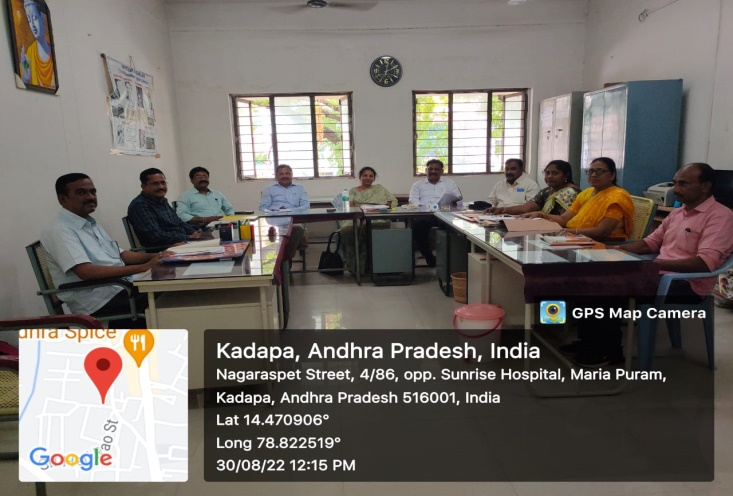 GPS Map Camera
dhra Spice
ao St
Google
Kadapa, Andhra Pradesh, India
Nagaraspet Street, 4/86, opp. Sunrise Hospital, Maria Puram,
Kadapa, Andhra Pradesh 516001, India
Lat 14.470906°
Long 78.822519°
30/08/22 12:15 PM